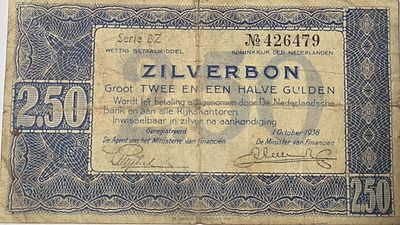 Serie BZ
№ 426479
WETTIG BETAALMIDDEL
KONINKRIJK DER NEDERLANDEN
ZILVERBON
Groot TWEE EN EEN HALVE GULDEN
2.50
Wordt in betaling aangenomen door De Nederlandsche
Bank en aan alle Rijkskantoren.
Inwisselbaar in zilver na aankondiging
Geregistreerd
1 October 1938
De Agent van het Ministerie van Financiën
De Minister van Financiën
2.50
250